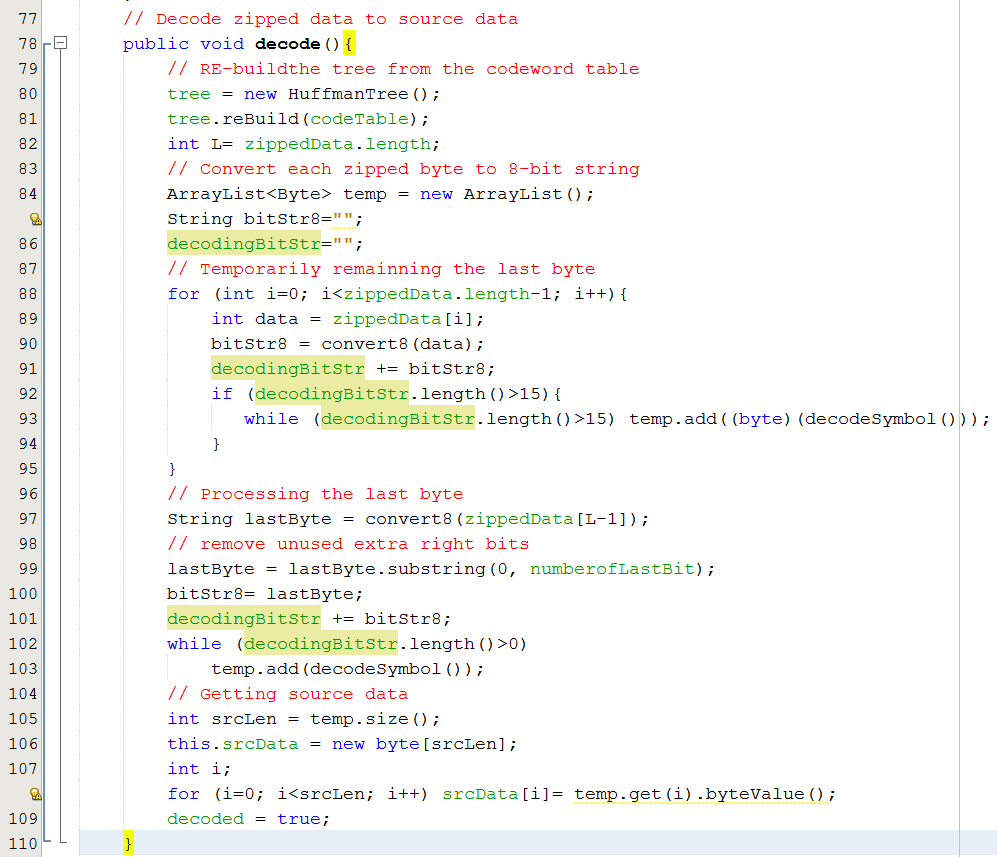 77 // Decode zipped data to source data
78 public void decode(){
79 // RE-buildthe tree from the codeword table
80 tree = new HuffmanTree();
81 tree.reBuild(codeTable);
82 int L= zippedData.length;
83 // Convert each zipped byte to 8-bit string
84 ArrayList<Byte> temp = new ArrayList();
String bitStr8="";
86 decodingBitStr="";
87 // Temporarily remainning the last byte
88 for (int i=0; i<zippedData.length-1; i++){
89 int data = zippedData[i];
90 bitStr8 = convert8(data);
91 decodingBitStr += bitStr8;
92 if (decodingBitStr.length()>15){
93 while (decodingBitStr.length()>15) temp.add((byte)(decodeSymbol()));
94 }
95 }
96 // Processing the last byte
97 String lastByte = convert8(zippedData[L-1]);
98 // remove unused extra right bits
99 lastByte = lastByte.substring(0, numberofLastBit);
100 bitStr8= lastByte;
101 decodingBitStr += bitStr8;
102 while (decodingBitStr.length()>0)
103 temp.add(decodeSymbol());
104 // Getting source data
105 int srcLen = temp.size();
106 this.srcData = new byte[srcLen];
107 int i;
for (i=0; i<srcLen; i++) srcData[i]= temp.get(i).byteValue();
109 decoded = true;
110 }